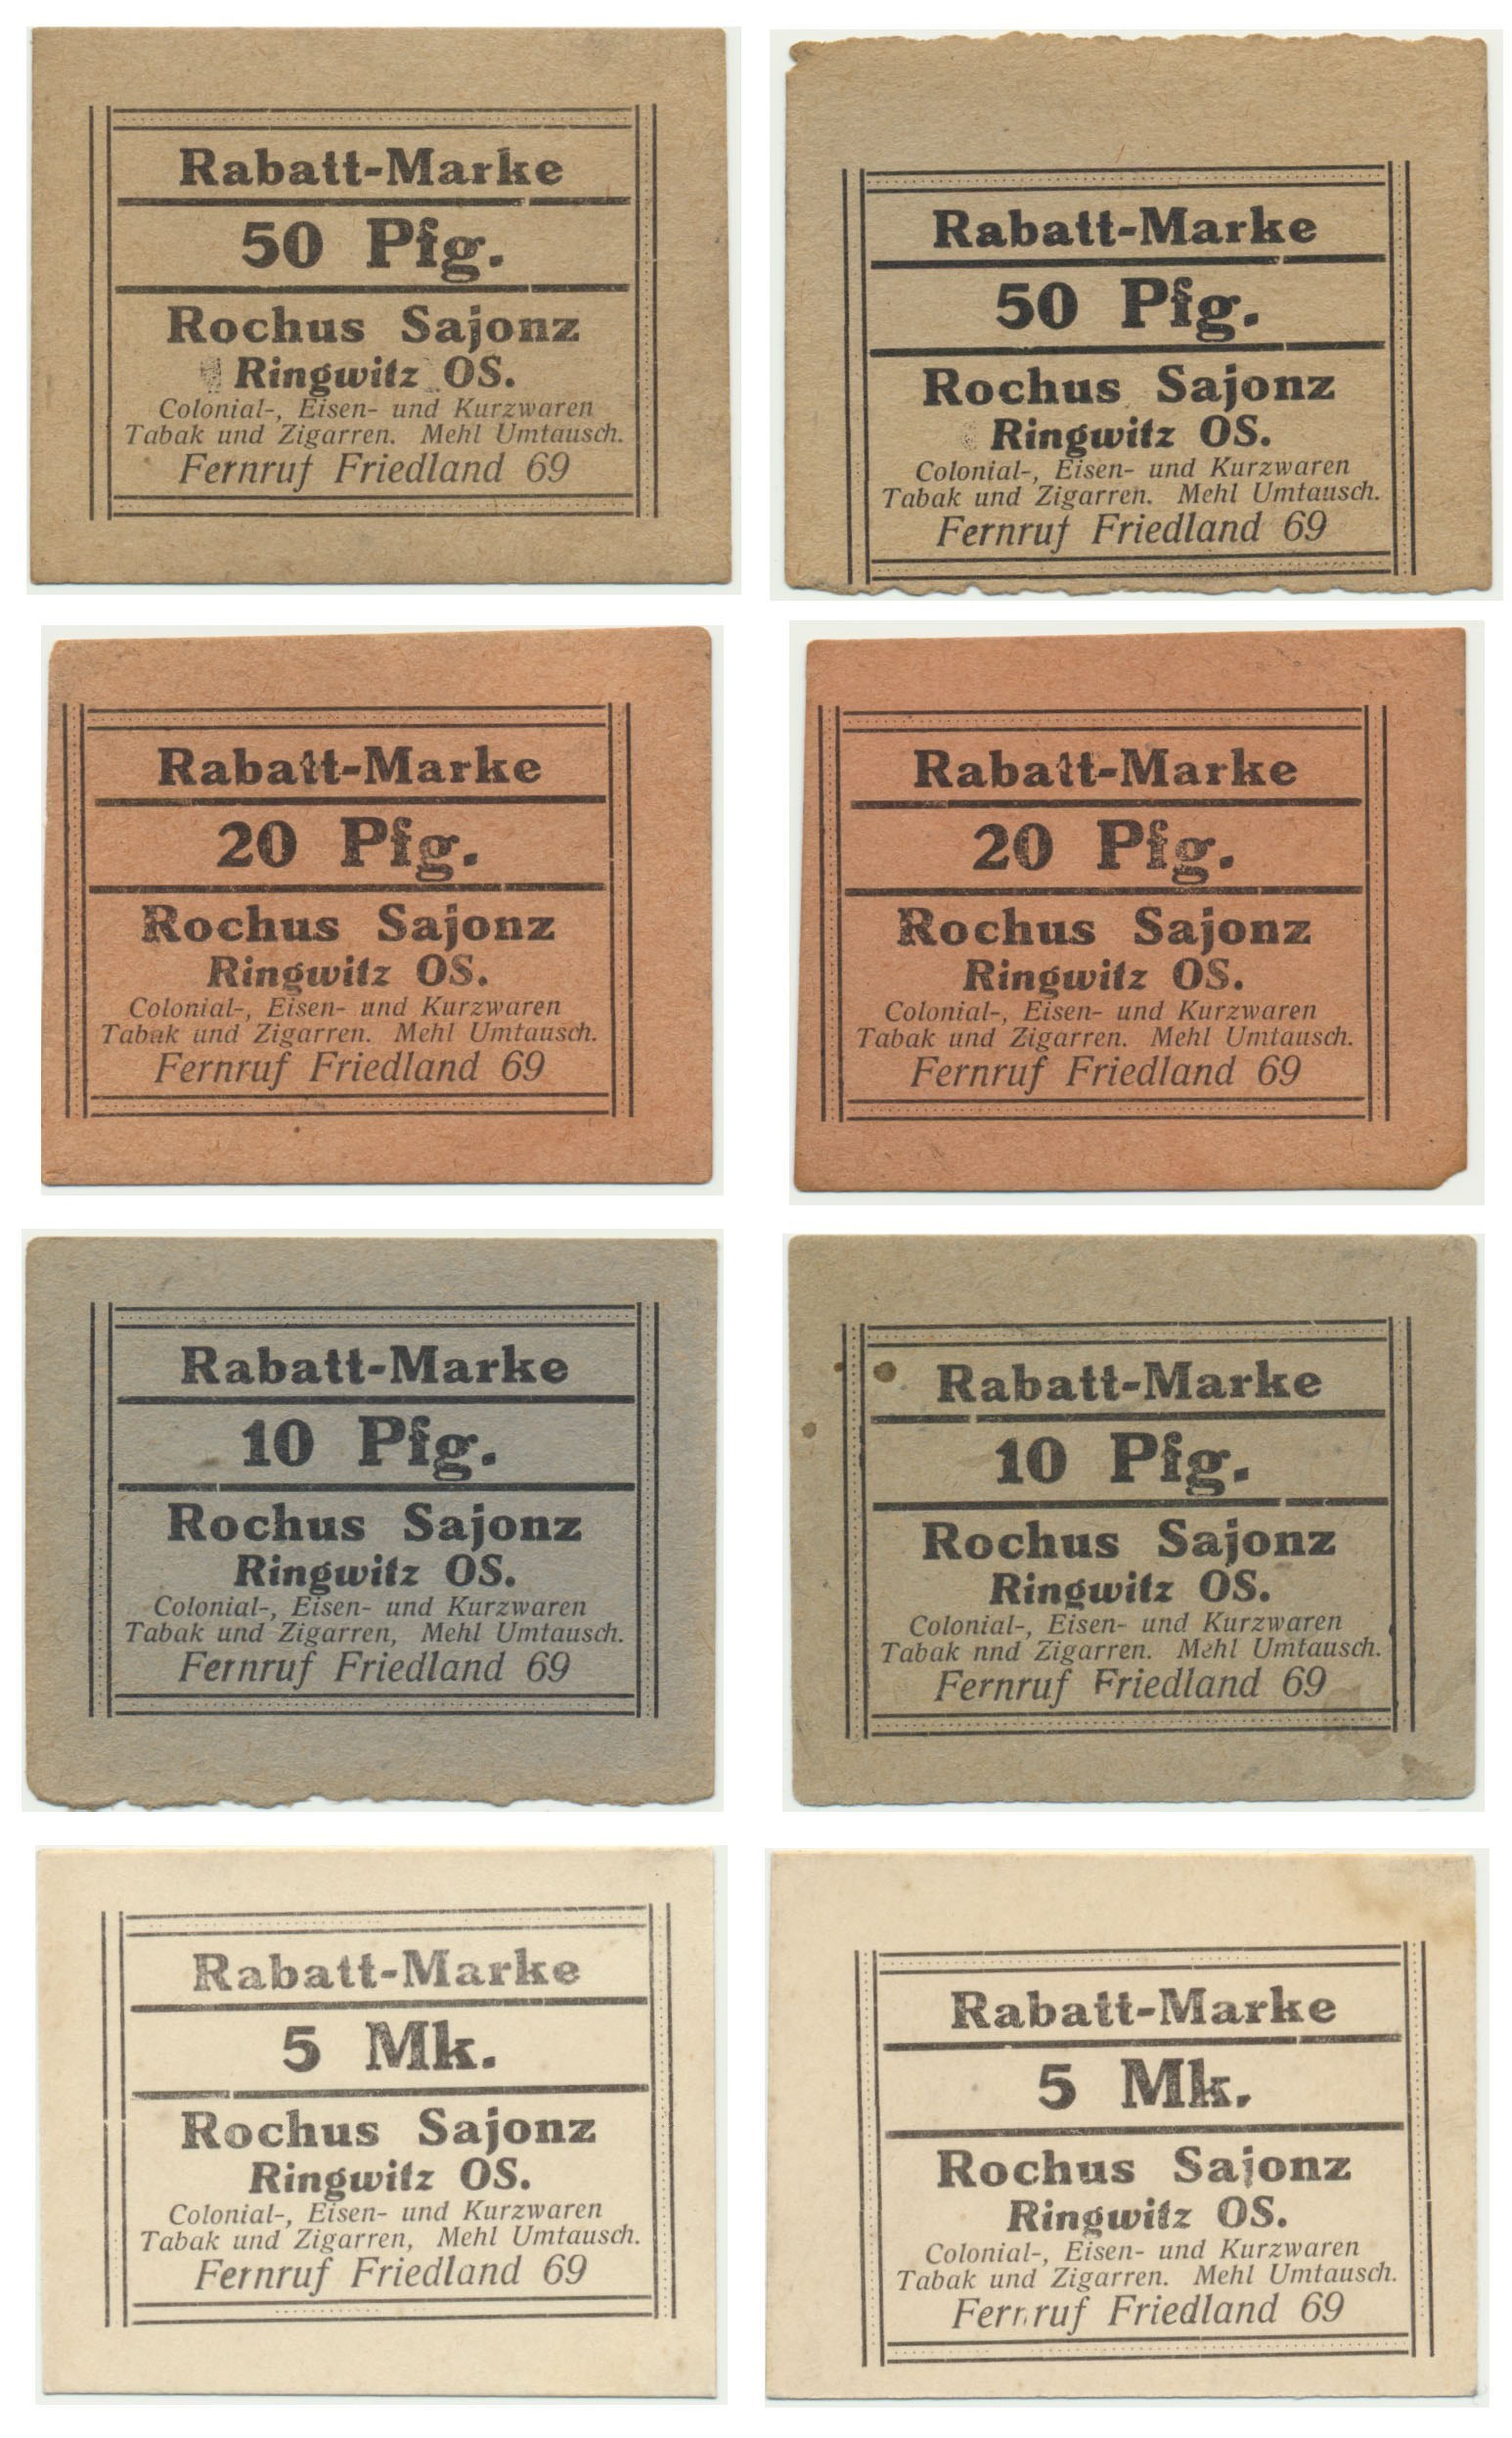 Rabatt-Marke
50 Pfg.
Rochus Sajonz
Ringwitz OS.
Colonial-, Eisen- und Kurzwaren
Tabak und Zigarren. Mehl Umtausch.
Fernruf Friedland 69
Rabatt-Marke
50 Pfg.
Rochus Sajonz
Ringwitz OS.
Colonial-, Eisen- und Kurzwaren
Tabak und Zigarren. Mehl Umtausch.
Fernruf Friedland 69
Rabatt-Marke
20 Pfg.
Rochus Sajonz
Ringwitz OS.
Colonial-, Eisen- und Kurzwaren
Tabak und Zigarren. Mehl Umtausch.
Fernruf Friedland 69
Rabatt-Marke
20 Pfg.
Rochus Sajonz
Ringwitz OS.
Colonial-, Eisen- und Kurzwaren
Tabak und Zigarren. Mehl Umtausch.
Fernruf Friedland 69
Rabatt-Marke
10 Pfg.
Rochus Sajonz
Ringwitz OS.
Colonial-, Eisen- und Kurzwaren
Tabak und Zigarren, Mehl Umtausch.
Fernruf Friedland 69
Rabatt-Marke
10 Pfg.
Rochus Sajonz
Ringwitz OS.
Colonial-, Eisen- und Kurzwaren
Tabak nnd Zigarren. Mehl Umtausch.
Fernruf Friedland 69
Rabatt-Marke
5 Mk.
Rochus Sajonz
Ringwitz OS.
Colonial-, Eisen- und Kurzwaren
Tabak und Zigarren, Mehl Umtausch.
Fernruf Friedland 69
Rabatt-Marke
5 Mk.
Rochus Sajonz
Ringwitz OS.
Colonial-, Eisen- und Kurzwaren
Tabak und Zigarren. Mehl Umtausch.
Fernruf Friedland 69